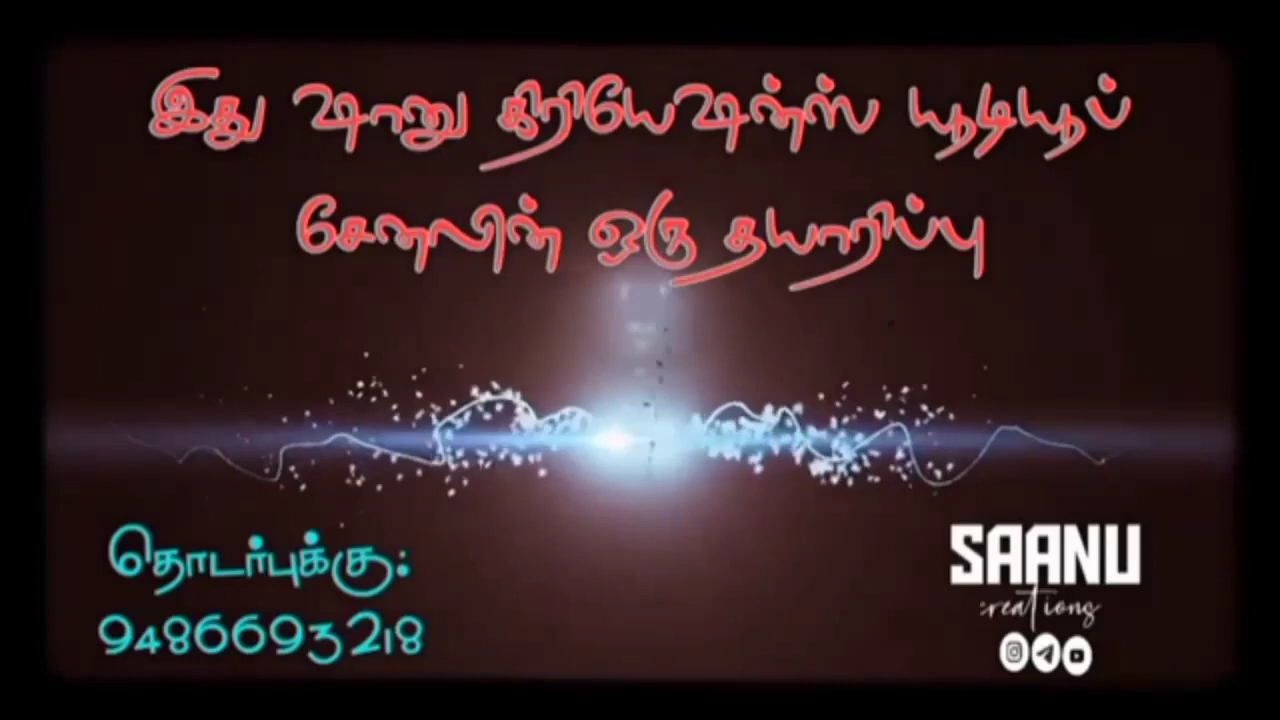 இது ஷானு கிரியேஷன்ஸ் யூடியூப்
சேனலின் ஒரு தயாரிப்பு
தொடர்புக்கு:
9486693218
SAANU
creations